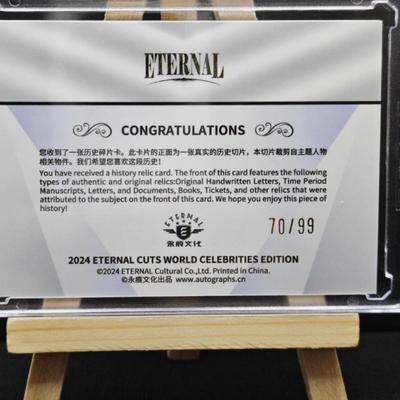 ETERNAL
CONGRATULATIONS
您收到了一张历史碎片卡。此卡片的正面为一张真实的历史切片，本切片裁剪自主题人物
相关物件。我们希望您喜欢这段历史！
You have received a history relic card. The front of this card features the following
types of authentic and original relics:Original Handwritten Letters, Time Period
Manuscripts, Letters, and Documents, Books, Tickets, and other relics that were
attributed to the subject on the front of this card. We hope you enjoy this piece of
history!
ETERNAL
永痕文化
70/99
2024 ETERNAL CUTS WORLD CELEBRITIES EDITION
©2024 ETERNAL Cultural Co.,Ltd. Printed in China.
©永痕文化出品 www.autographs.cn